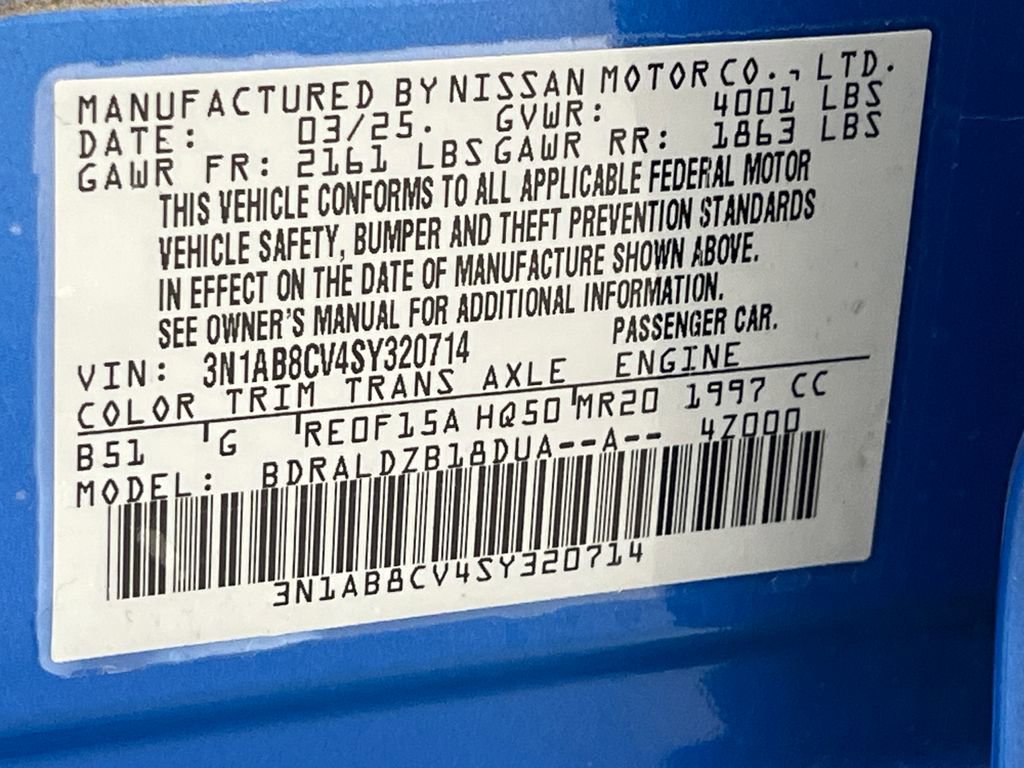 MANUFACTURED BY NISSAN MOTOR CO., LTD.
DATE: 03/25. GVWR: 4001 LBS
GAWR FR: 2161 LBS GAWR RR: 1863 LBS
THIS VEHICLE CONFORMS TO ALL APPLICABLE FEDERAL MOTOR
VEHICLE SAFETY, BUMPER AND THEFT PREVENTION STANDARDS
IN EFFECT ON THE DATE OF MANUFACTURE SHOWN ABOVE.
SEE OWNER'S MANUAL FOR ADDITIONAL INFORMATION.
VIN: 3N1AB8CV4SY320714 PASSENGER CAR.
COLOR TRIM TRANS AXLE ENGINE
B51 G RE0F15A HQ50 MR20 1997 CC
MODEL: BDRALDZB18DUA--A-- 4Z000
3N1AB8CV4SY320714